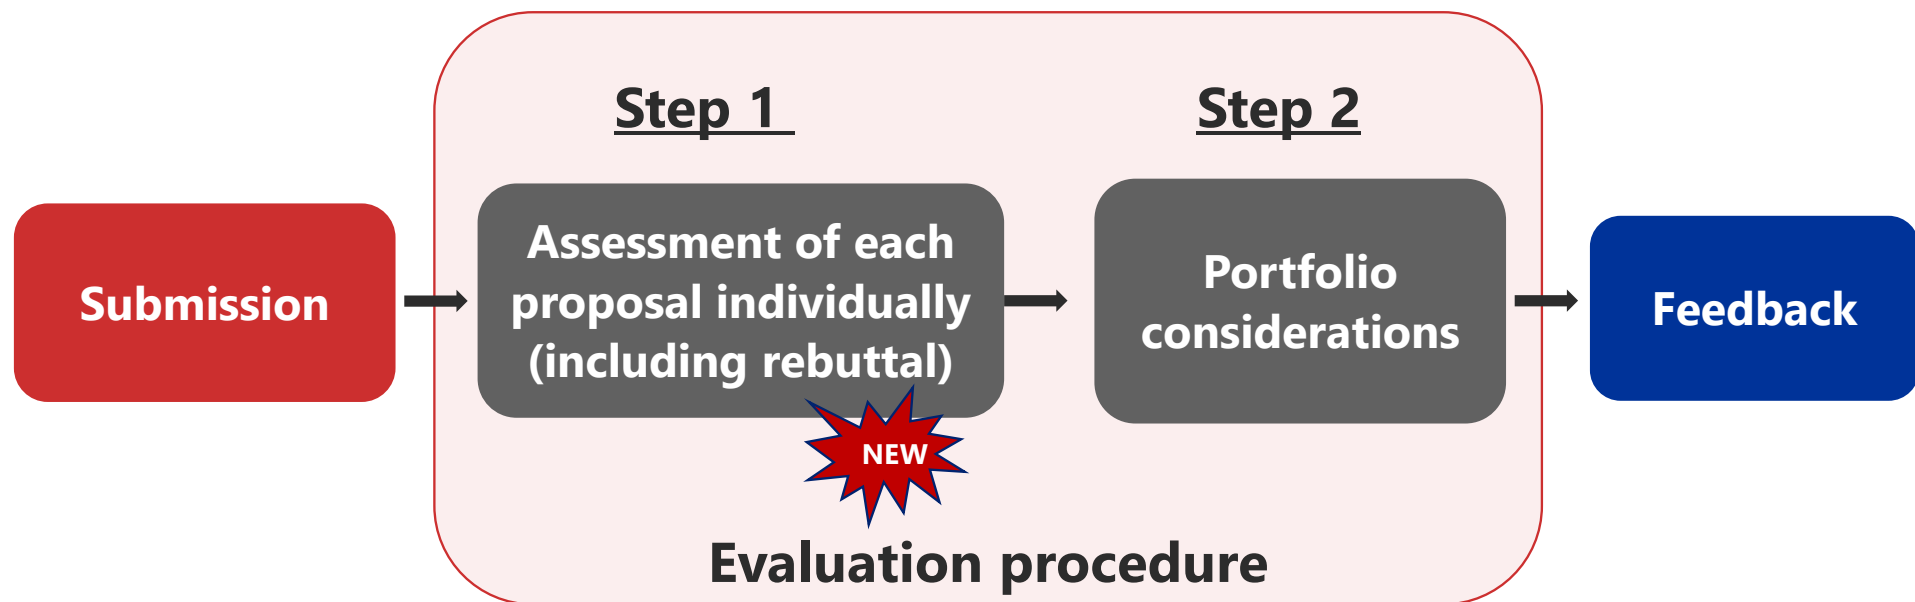 Step 1
Step 2
Submission
Assessment of each
proposal individually
(including rebuttal)
NEW
Portfolio
considerations
Feedback
Evaluation procedure